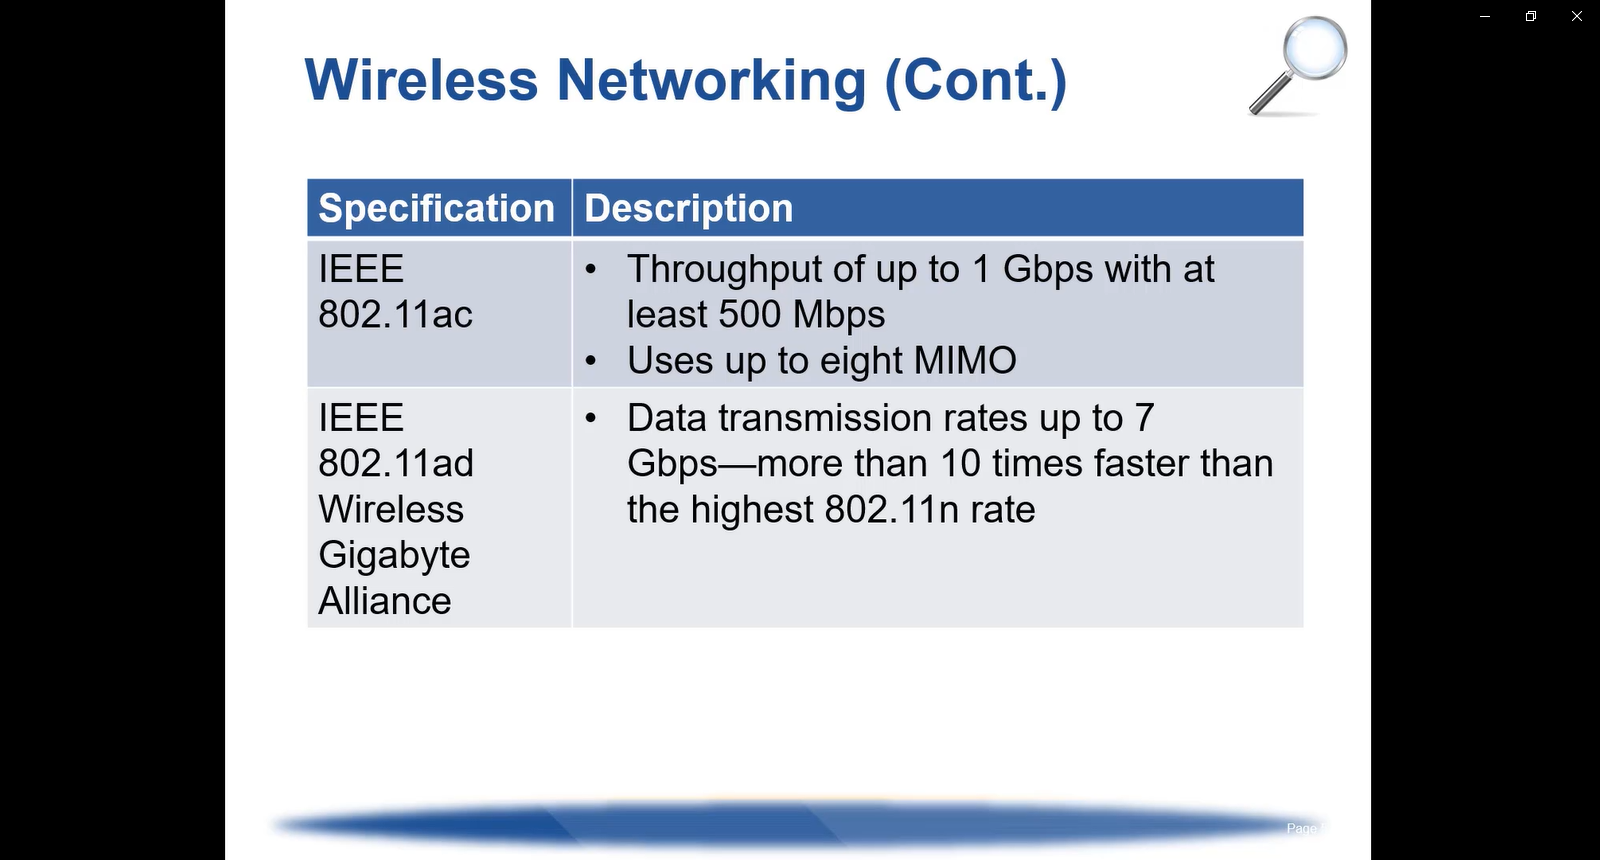 Wireless Networking (Cont.)
Specification
Description
IEEE
802.11ac
• Throughput of up to 1 Gbps with at
least 500 Mbps
• Uses up to eight MIMO
IEEE
802.11ad
Wireless
Gigabyte
Alliance
• Data transmission rates up to 7
Gbps—more than 10 times faster than
the highest 802.11n rate
Page